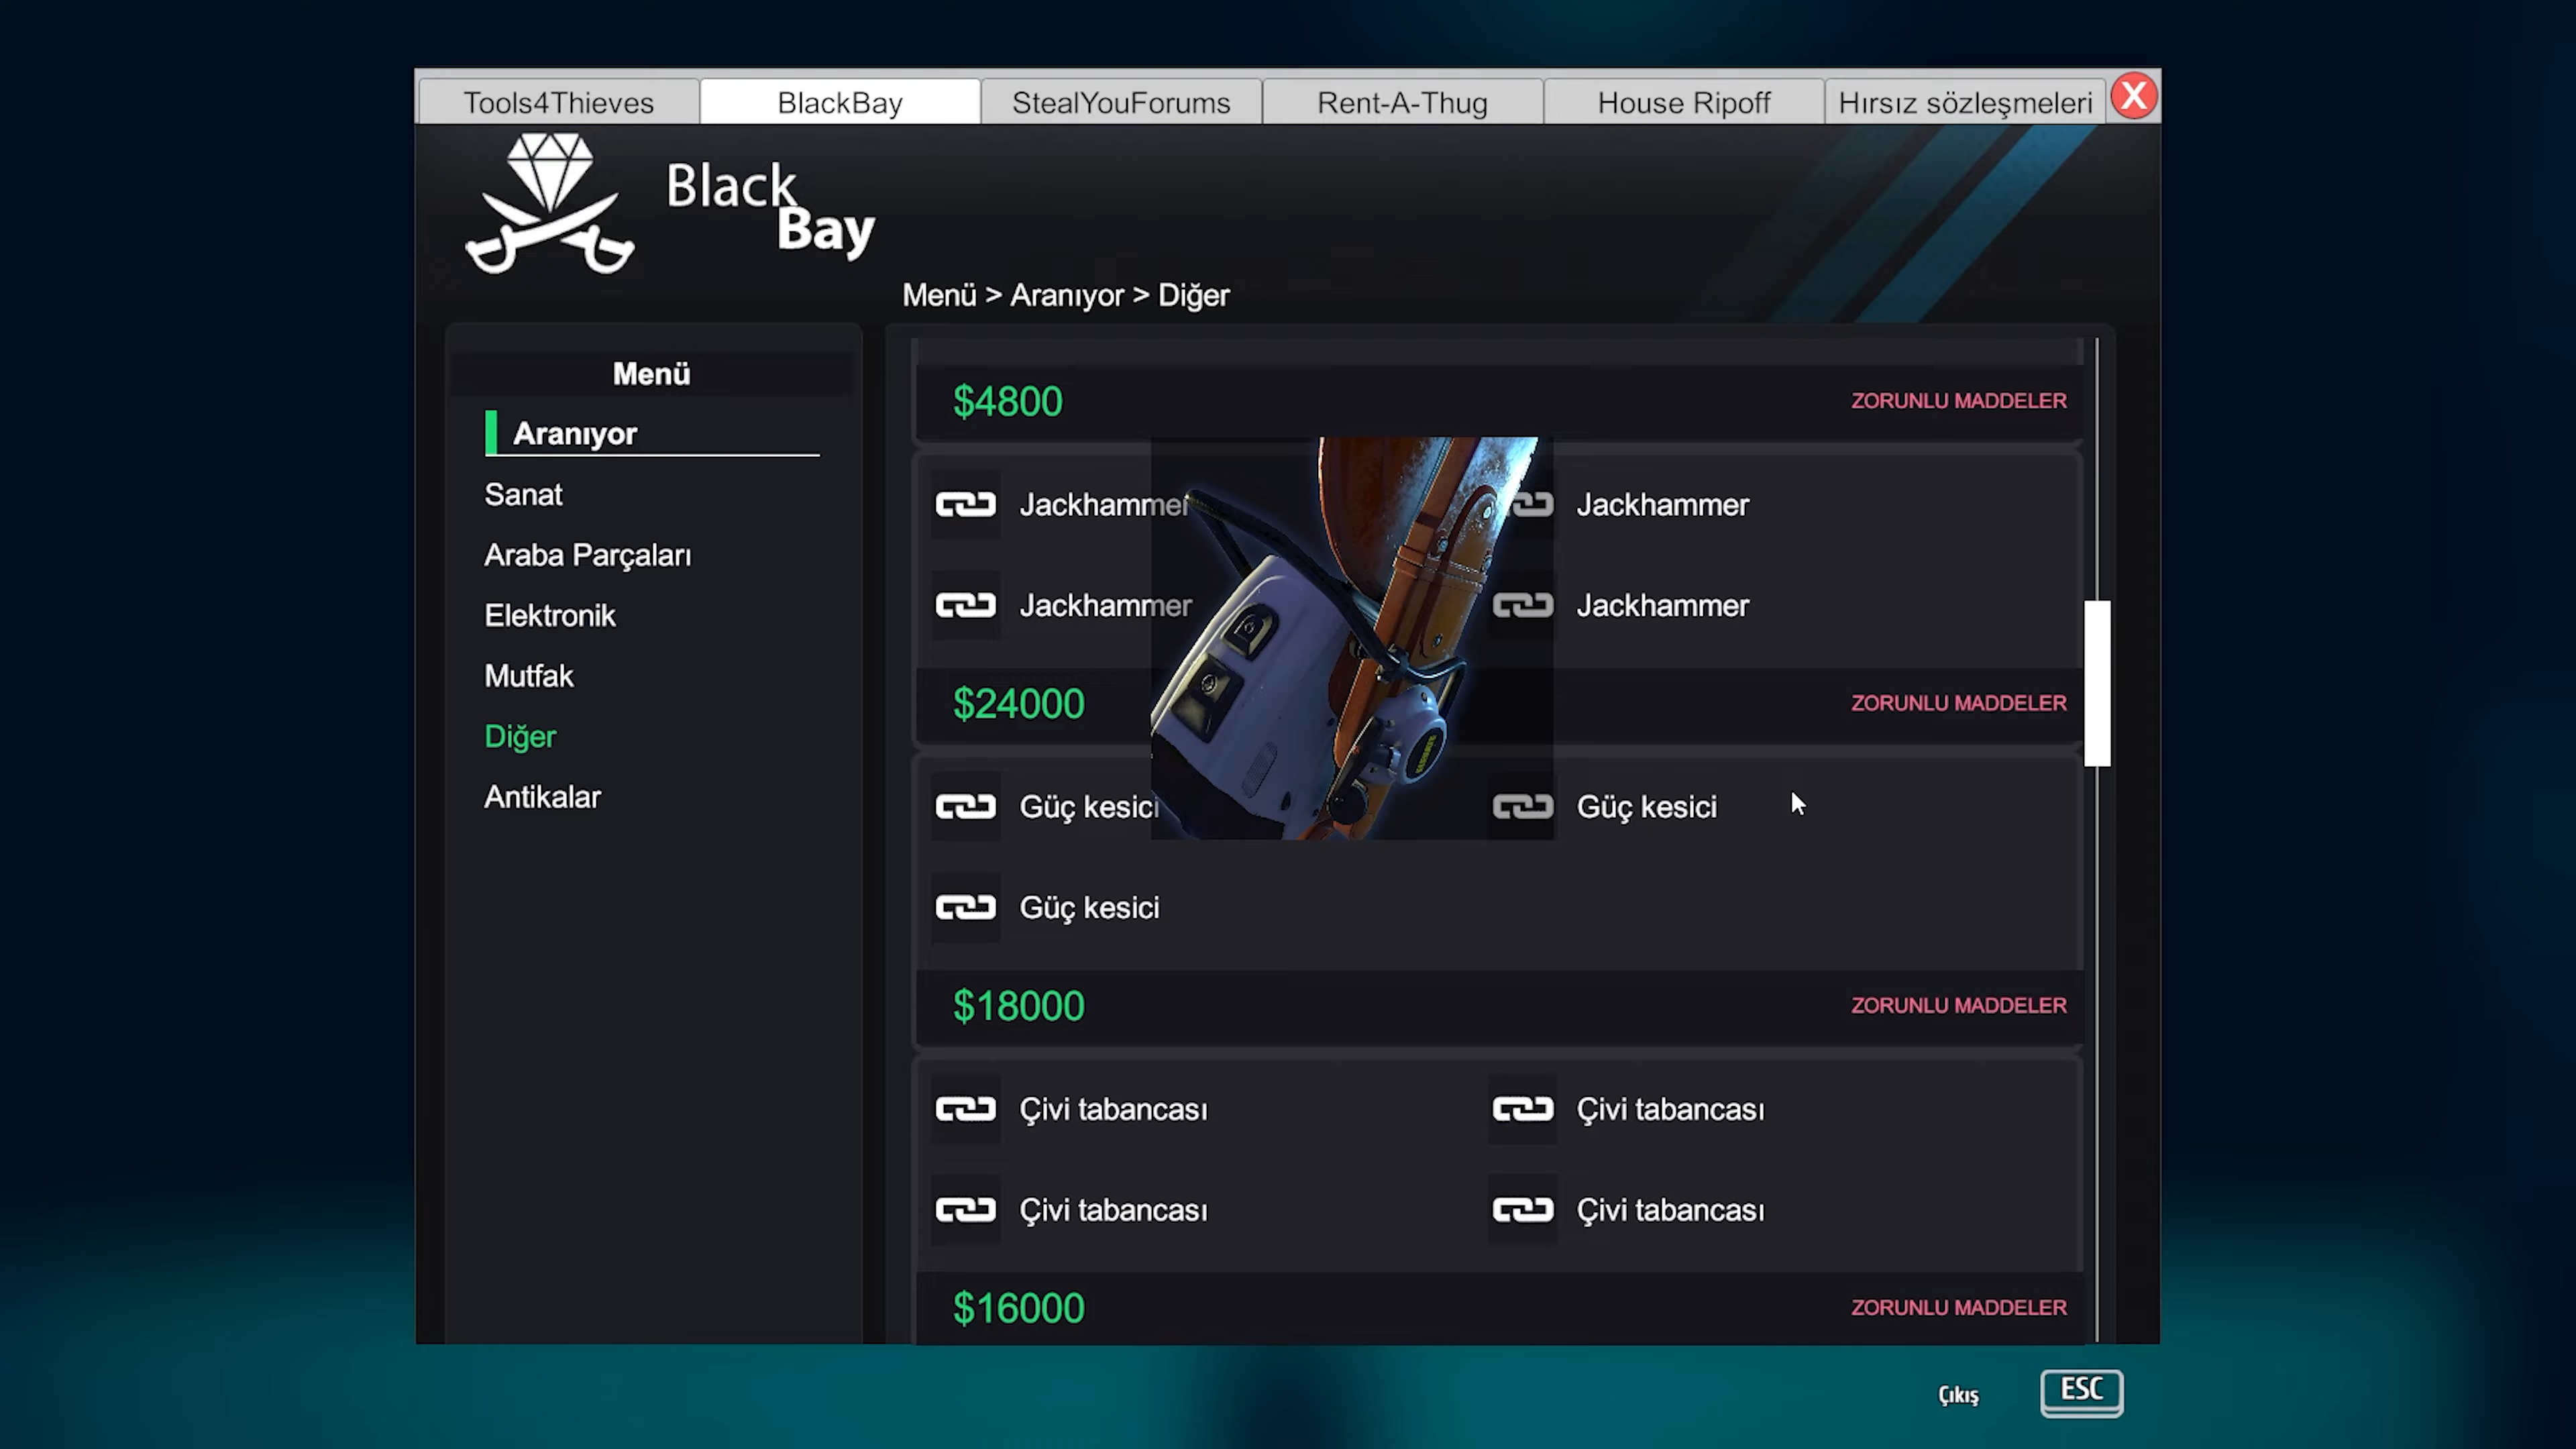 Tools4Thieves BlackBay StealYouForums Rent-A-Thug House Ripoff Hırsız sözleşmeleri X
Black
Bay
Menü > Aranıyor > Diğer
Menü
Aranıyor
Sanat
Araba Parçaları
Elektronik
Mutfak
Diğer
Antikalar
$4800 ZORUNLU MADDELER
Jackhammer Jackhammer
Jackhammer Jackhammer
$24000 ZORUNLU MADDELER
Güç kesici Güç kesici
Güç kesici
$18000 ZORUNLU MADDELER
Çivi tabancası Çivi tabancası
Çivi tabancası Çivi tabancası
$16000 ZORUNLU MADDELER
Çıkış ESC